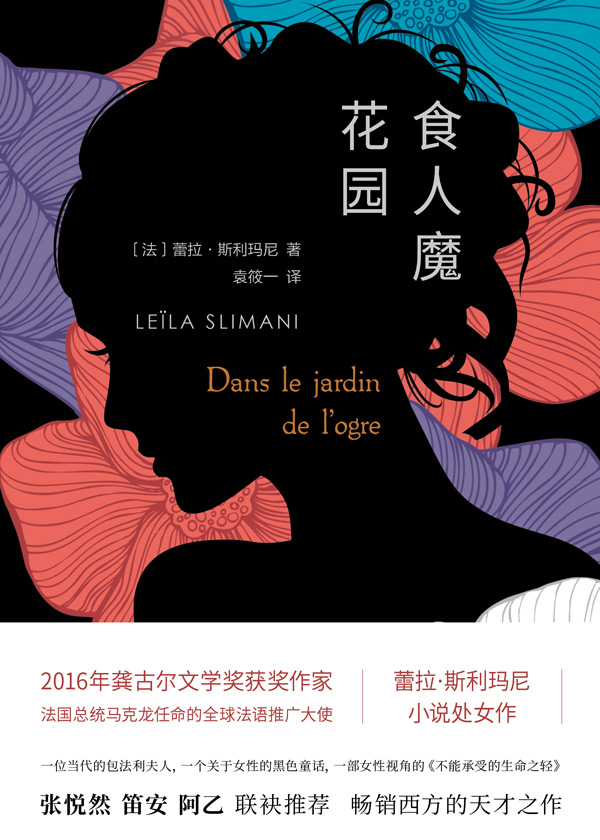 食人魔
花园
［法］蕾拉·斯利玛尼 著
袁筱一 译
LEÏLA SLIMANI
Dans le jardin
de l'ogre
2016年龚古尔文学奖获奖作家
法国总统马克龙任命的全球法语推广大使
蕾拉·斯利玛尼
小说处女作
一位当代的包法利夫人, 一个关于女性的黑色童话, 一部女性视角的《不能承受的生命之轻》
张悦然 笛安 阿乙 联袂推荐 畅销西方的天才之作